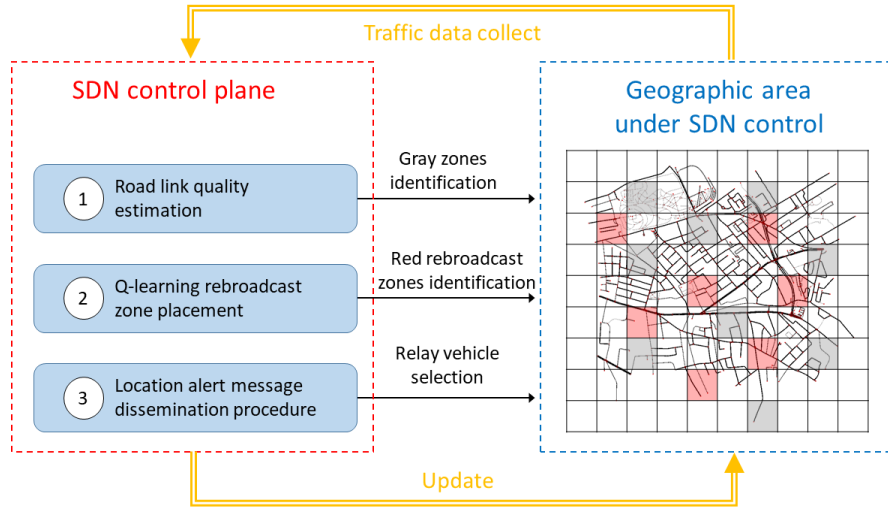 Traffic data collect
SDN control plane
1
Road link quality
estimation
2
Q-learning rebroadcast
zone placement
3
Location alert message
dissemination procedure
Gray zones
identification
Red rebroadcast
zones identification
Relay vehicle
selection
Geographic area
under SDN control
Update